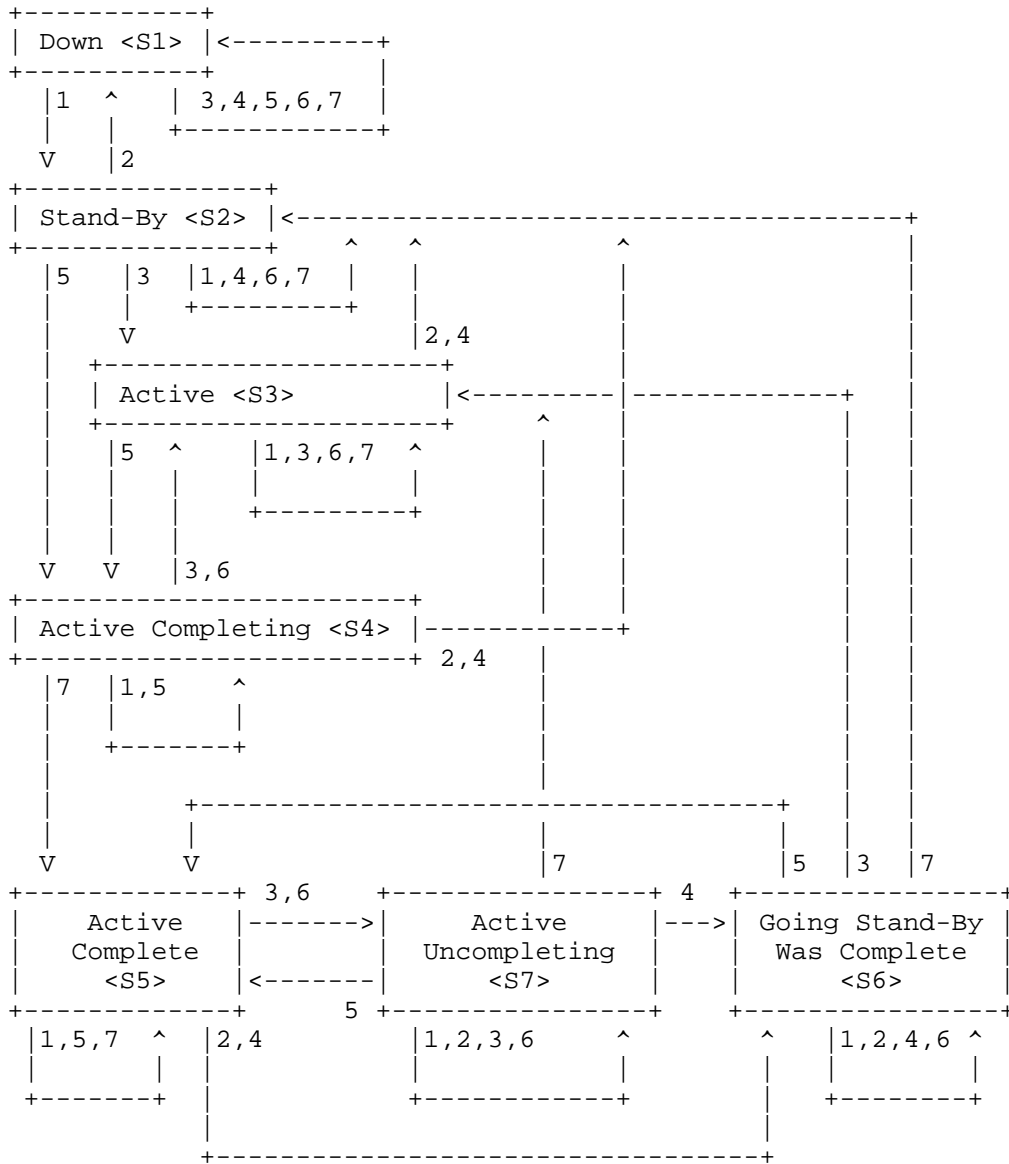 Down <S1>
1 3,4,5,6,7
2
Stand-By <S2>
5 3 1,4,6,7
2,4
Active <S3>
5 1,3,6,7
3,6
Active Completing <S4>
2,4
7 1,5
7 5 3 7
3,6 4
Active Active Going Stand-By
Complete Uncompleting Was Complete
<S5> <S7> <S6>
5
1,5,7 2,4 1,2,3,6 1,2,4,6